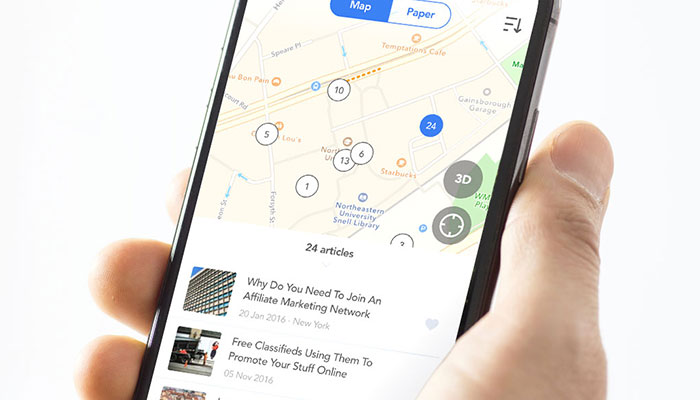 Map
Paper
Starbucks
Speare Pl
Temptations Cafe
Bon Pain
10
Gainsborough
Garage
24
5
Lou's
6
13
Starbucks
3D
1
Northeastern
University
Snell Library
Forsyth St
3
24 articles
Why Do You Need To Join An
Affiliate Marketing Network
20 Jan 2016 - New York
Free Classifieds Using Them To
Promote Your Stuff Online
05 Nov 2016